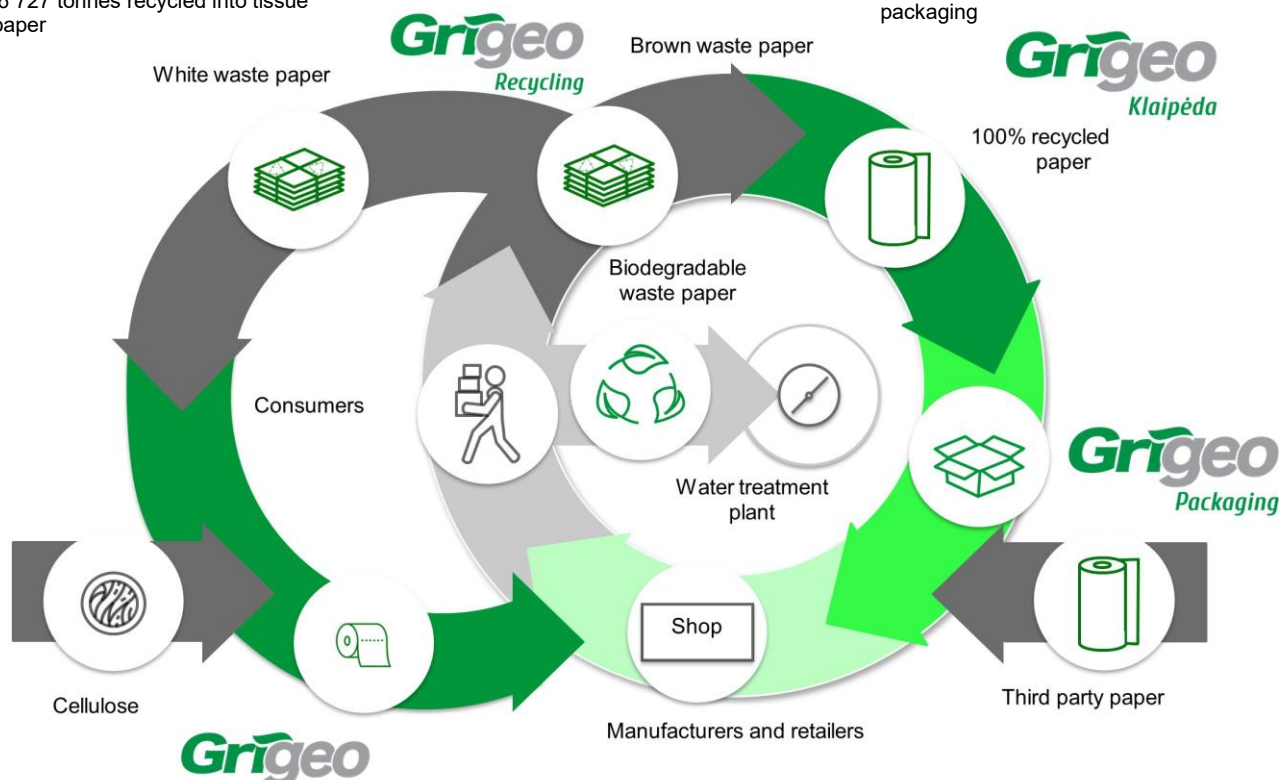 727 tonnes recycled into tissue
paper
packaging
Grigeo
Recycling
White waste paper
Brown waste paper
Grigeo
Klaipėda
100% recycled
paper
Biodegradable
waste paper
Consumers
Water treatment
plant
Grigeo
Packaging
Shop
Cellulose
Third party paper
Manufacturers and retailers
Grigeo